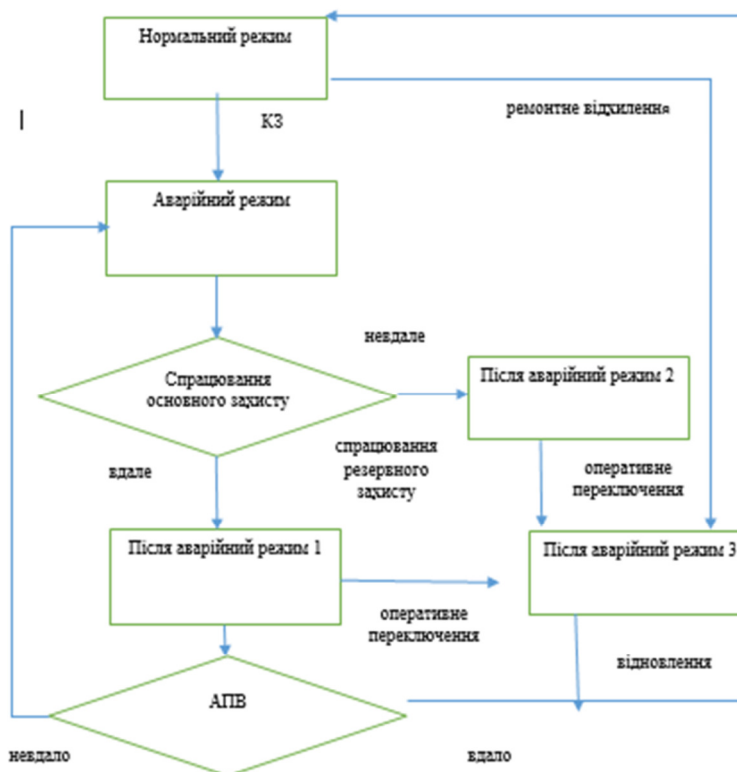 Нормальний режим
КЗ
ремонтне відхилення
Аварійний режим
невдале
Спрацювання
основного захисту
Після аварійний режим 2
спрацювання
резервного
захисту
вдале
оперативне
переключення
Після аварійний режим 1
Після аварійний режим 3
оперативне
переключення
відновлення
АПВ
невдало
вдало